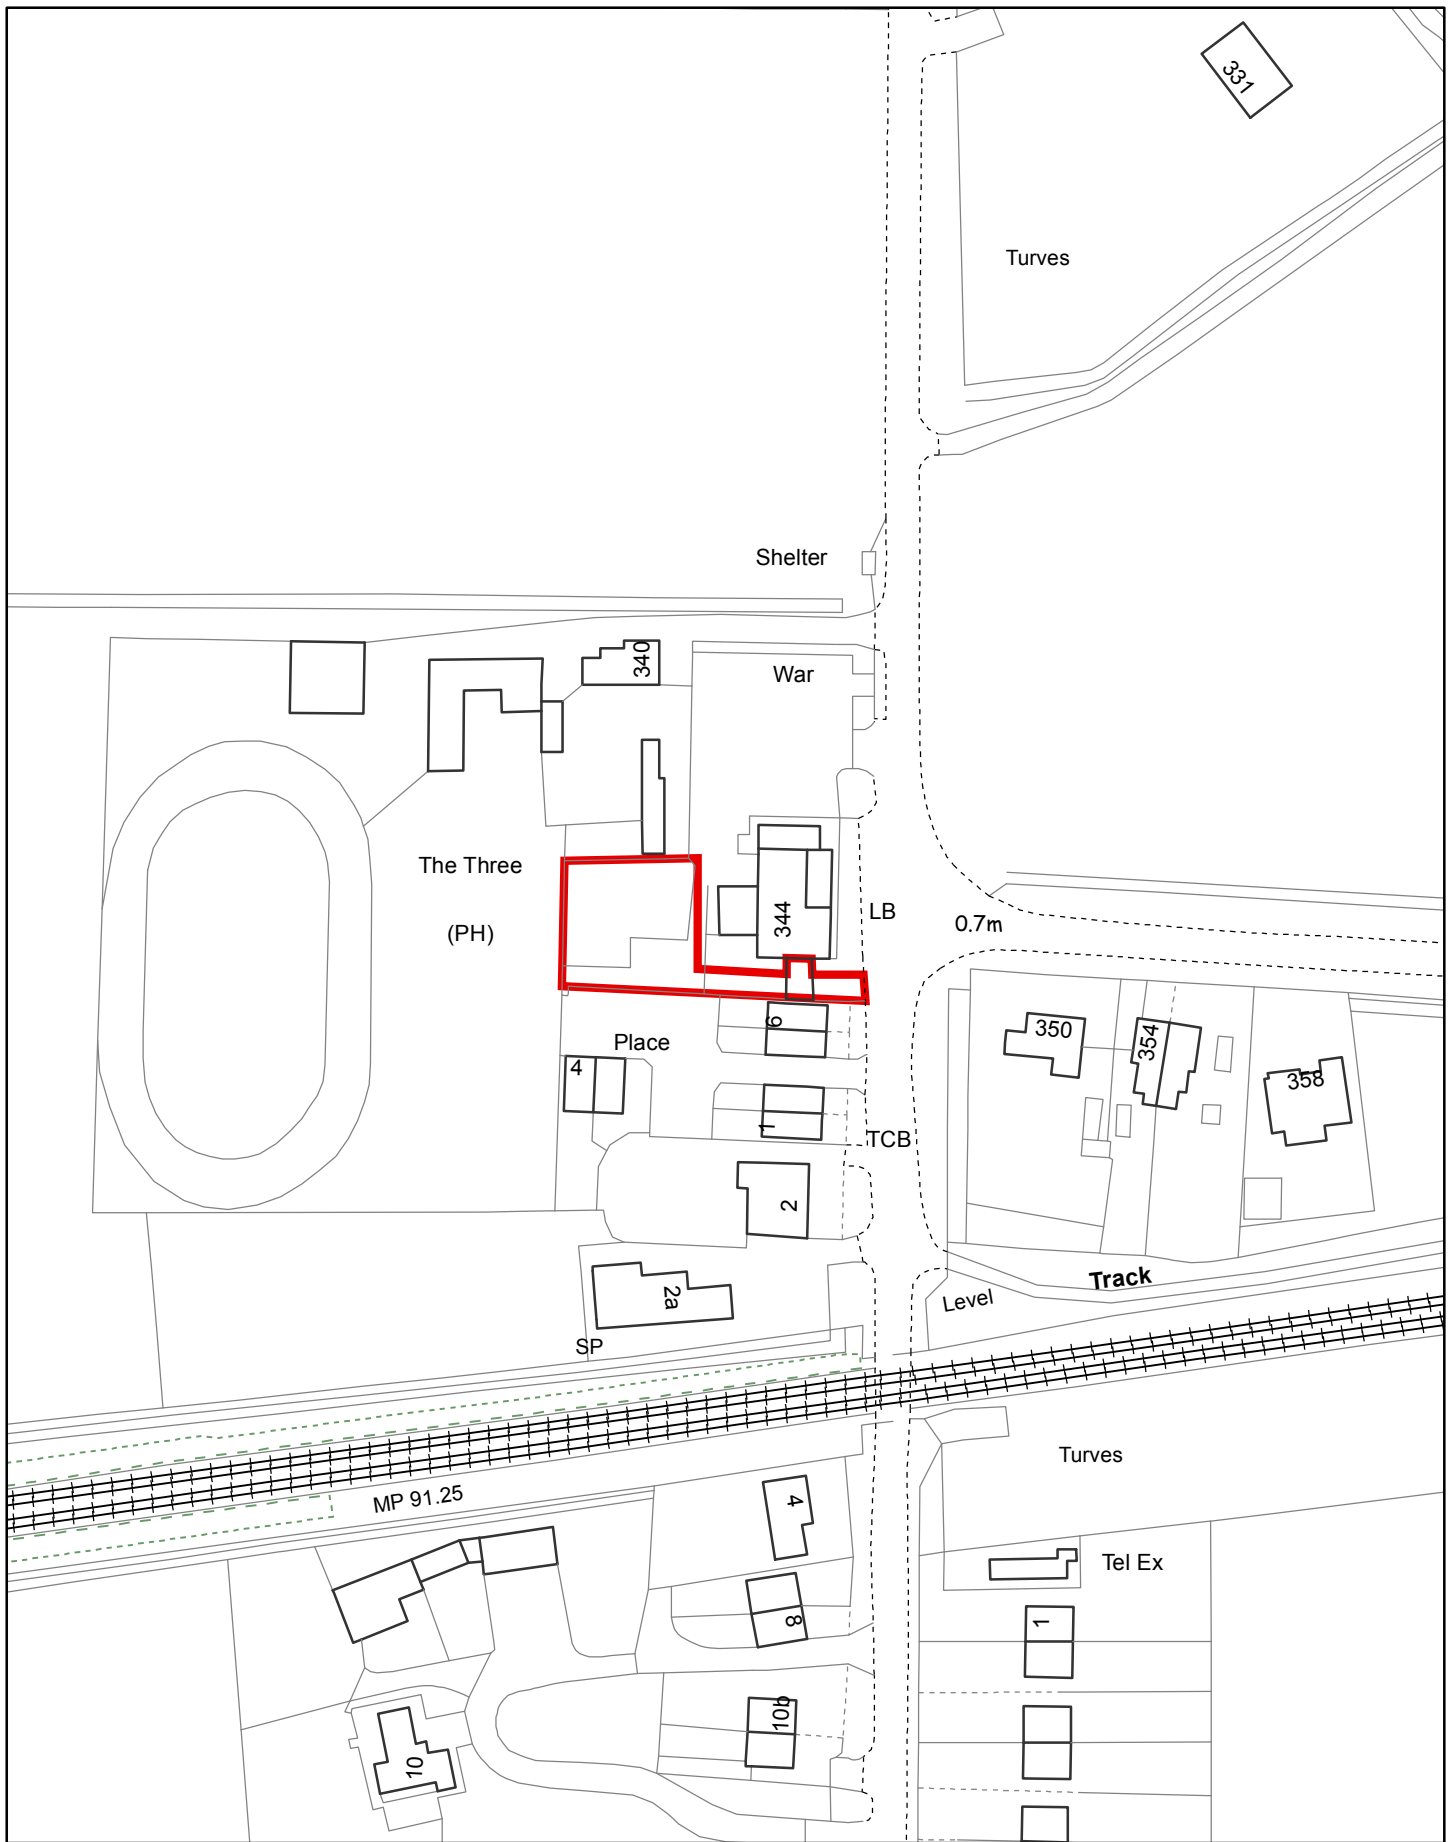 331
Turves
Shelter
340
War
The Three
(PH)
344
LB
0.7m
6
Place
4
350
354
358
1
TCB
2
Track
Level
2a
SP
MP 91.25
Turves
4
Tel Ex
8
1
10b
10